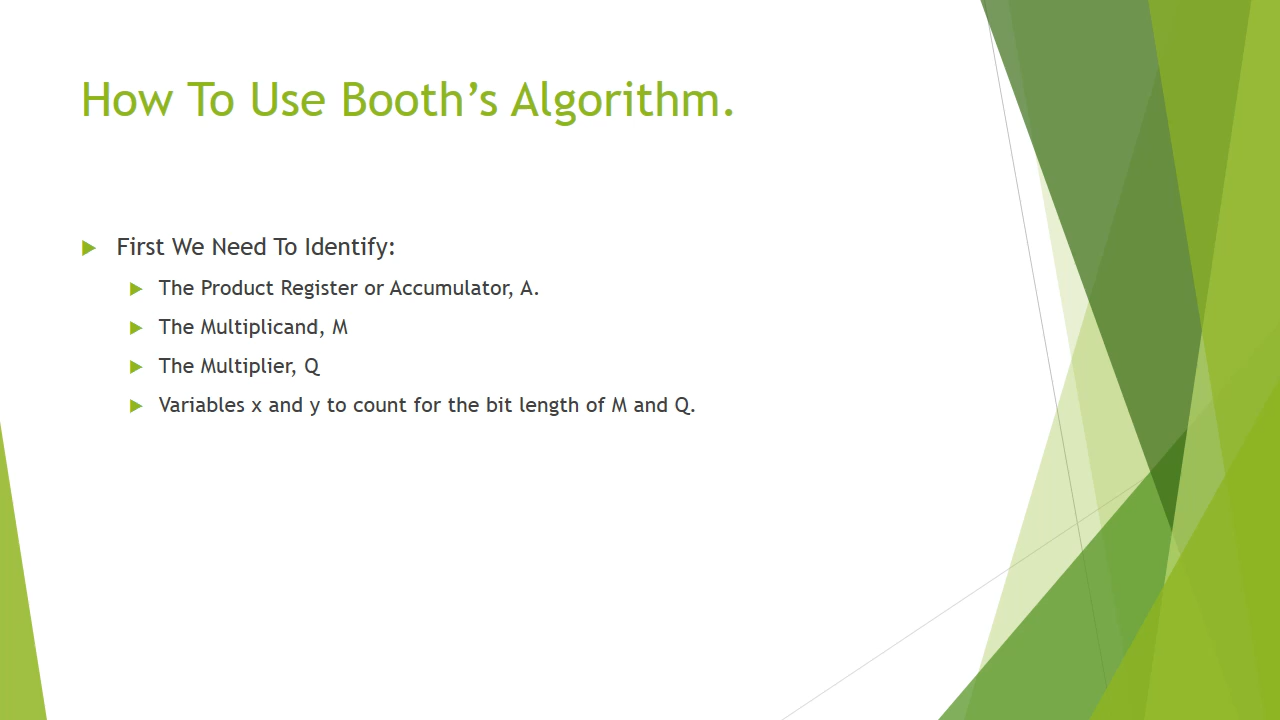 How To Use Booth’s Algorithm.
First We Need To Identify:
The Product Register or Accumulator, A.
The Multiplicand, M
The Multiplier, Q
Variables x and y to count for the bit length of M and Q.